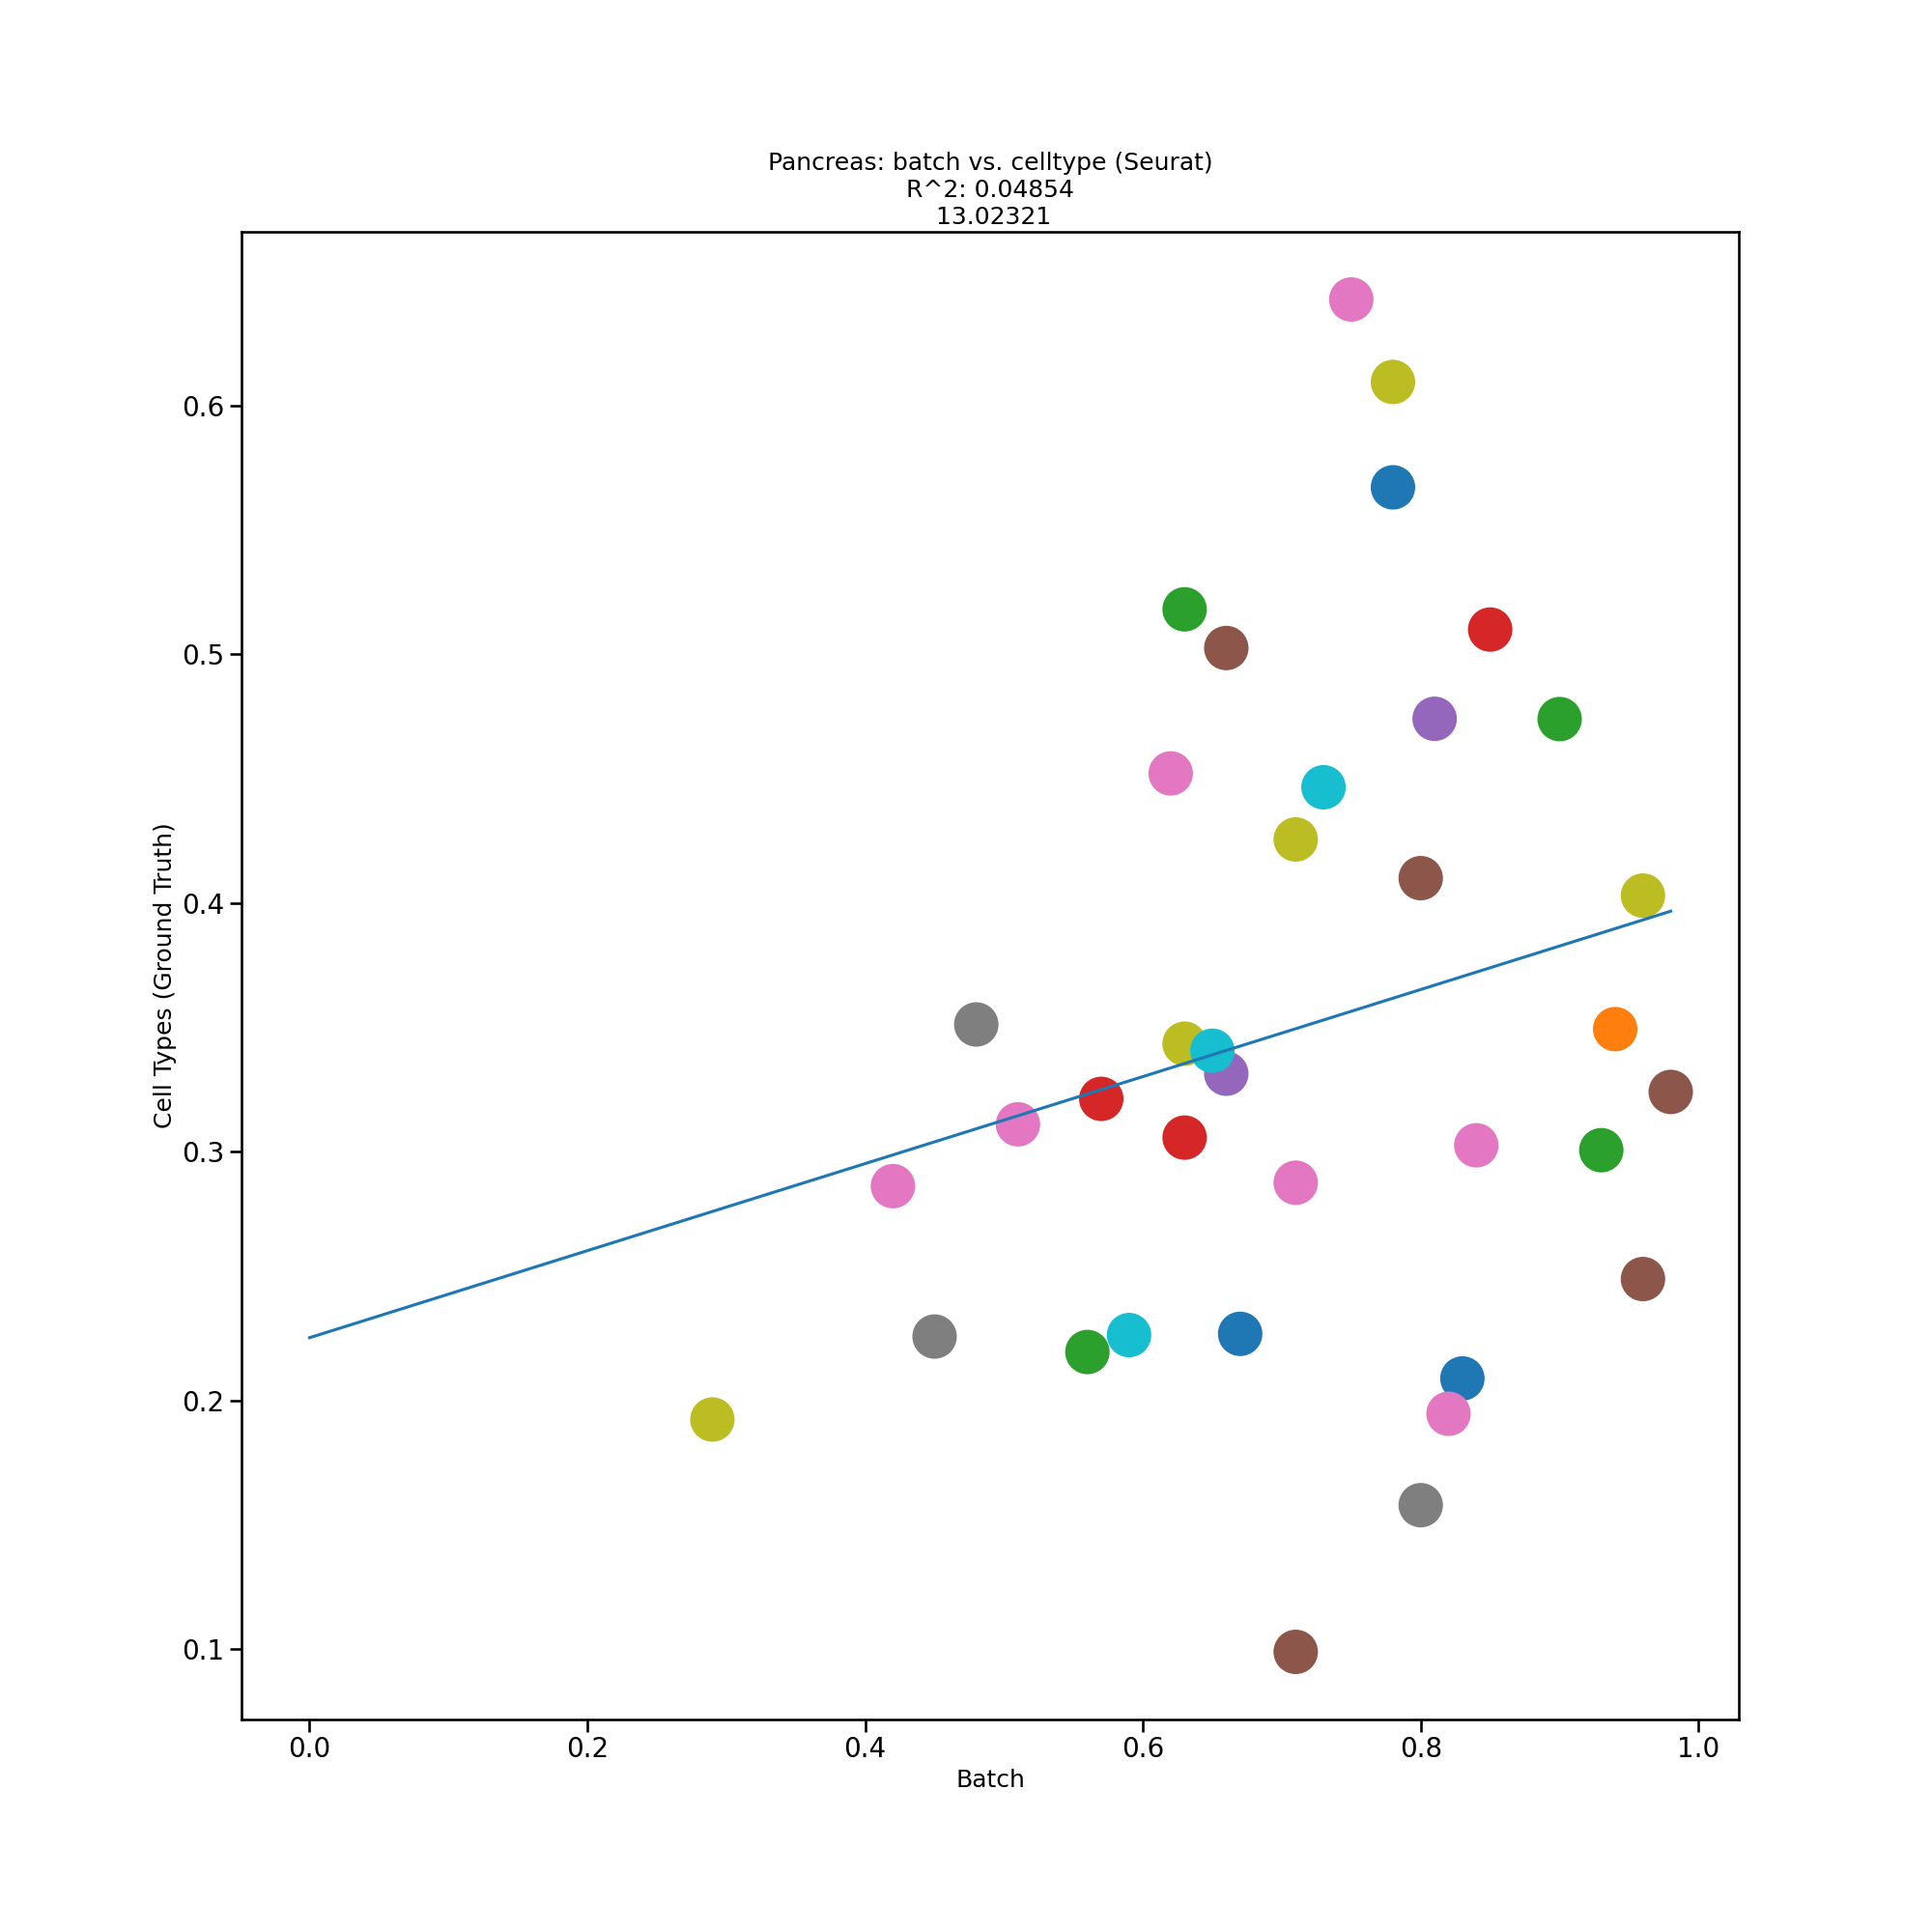 Pancreas: batch vs. celltype (Seurat)
R^2: 0.04854
13.02321
Cell Types (Ground Truth)
0.6
0.5
0.4
0.3
0.2
0.1
0.0 0.2 0.4 0.6 0.8 1.0
Batch